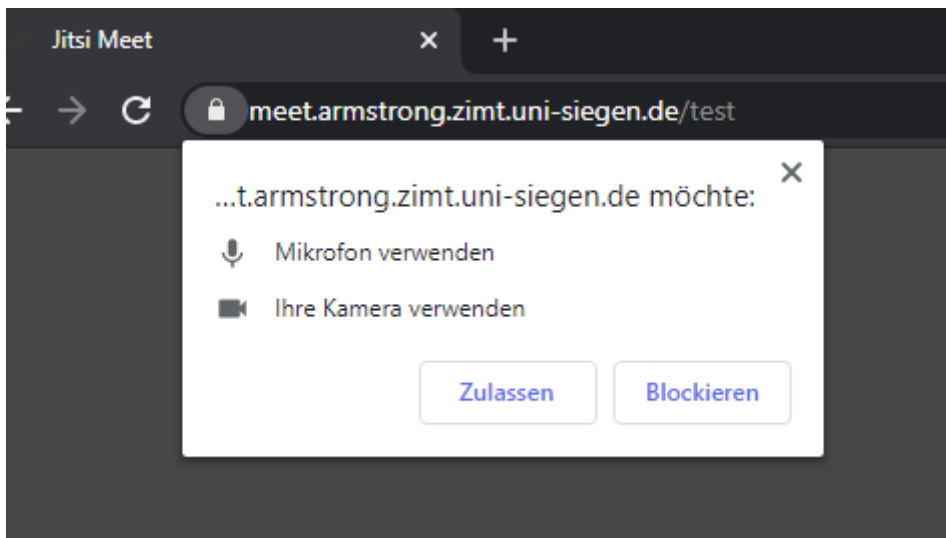 Jitsi Meet
meet.armstrong.zimt.uni-siegen.de/test
...t.armstrong.zimt.uni-siegen.de möchte:
Mikrofon verwenden
Ihre Kamera verwenden
Zulassen Blockieren